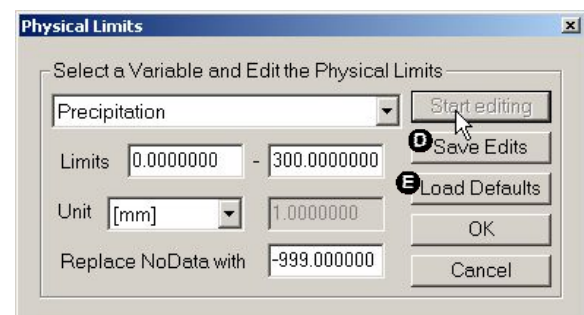 Physical Limits
Select a Variable and Edit the Physical Limits
Precipitation
Start editing
D Save Edits
Limits 0.0000000 - 300.0000000
E Load Defaults
Unit [mm] 1.0000000
OK
Replace NoData with -999.000000
Cancel